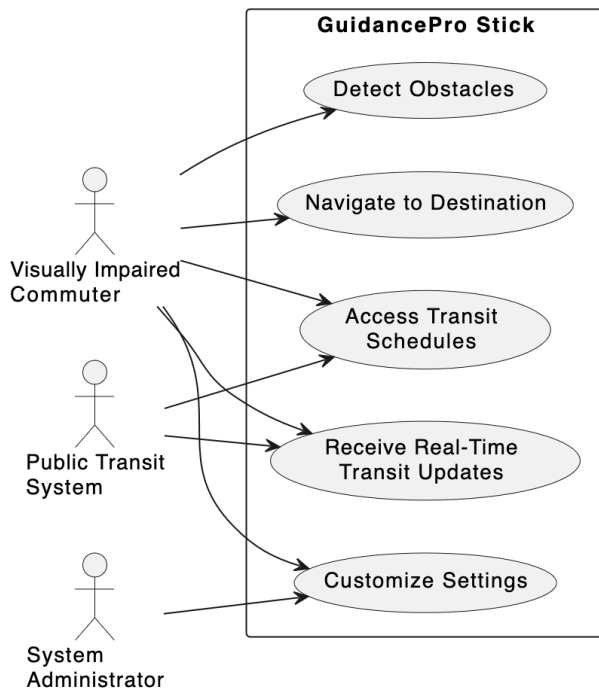 GuidancePro Stick
Detect Obstacles
Navigate to Destination
Visually Impaired
Commuter
Access Transit
Schedules
Public Transit
System
Receive Real-Time
Transit Updates
Customize Settings
System
Administrator